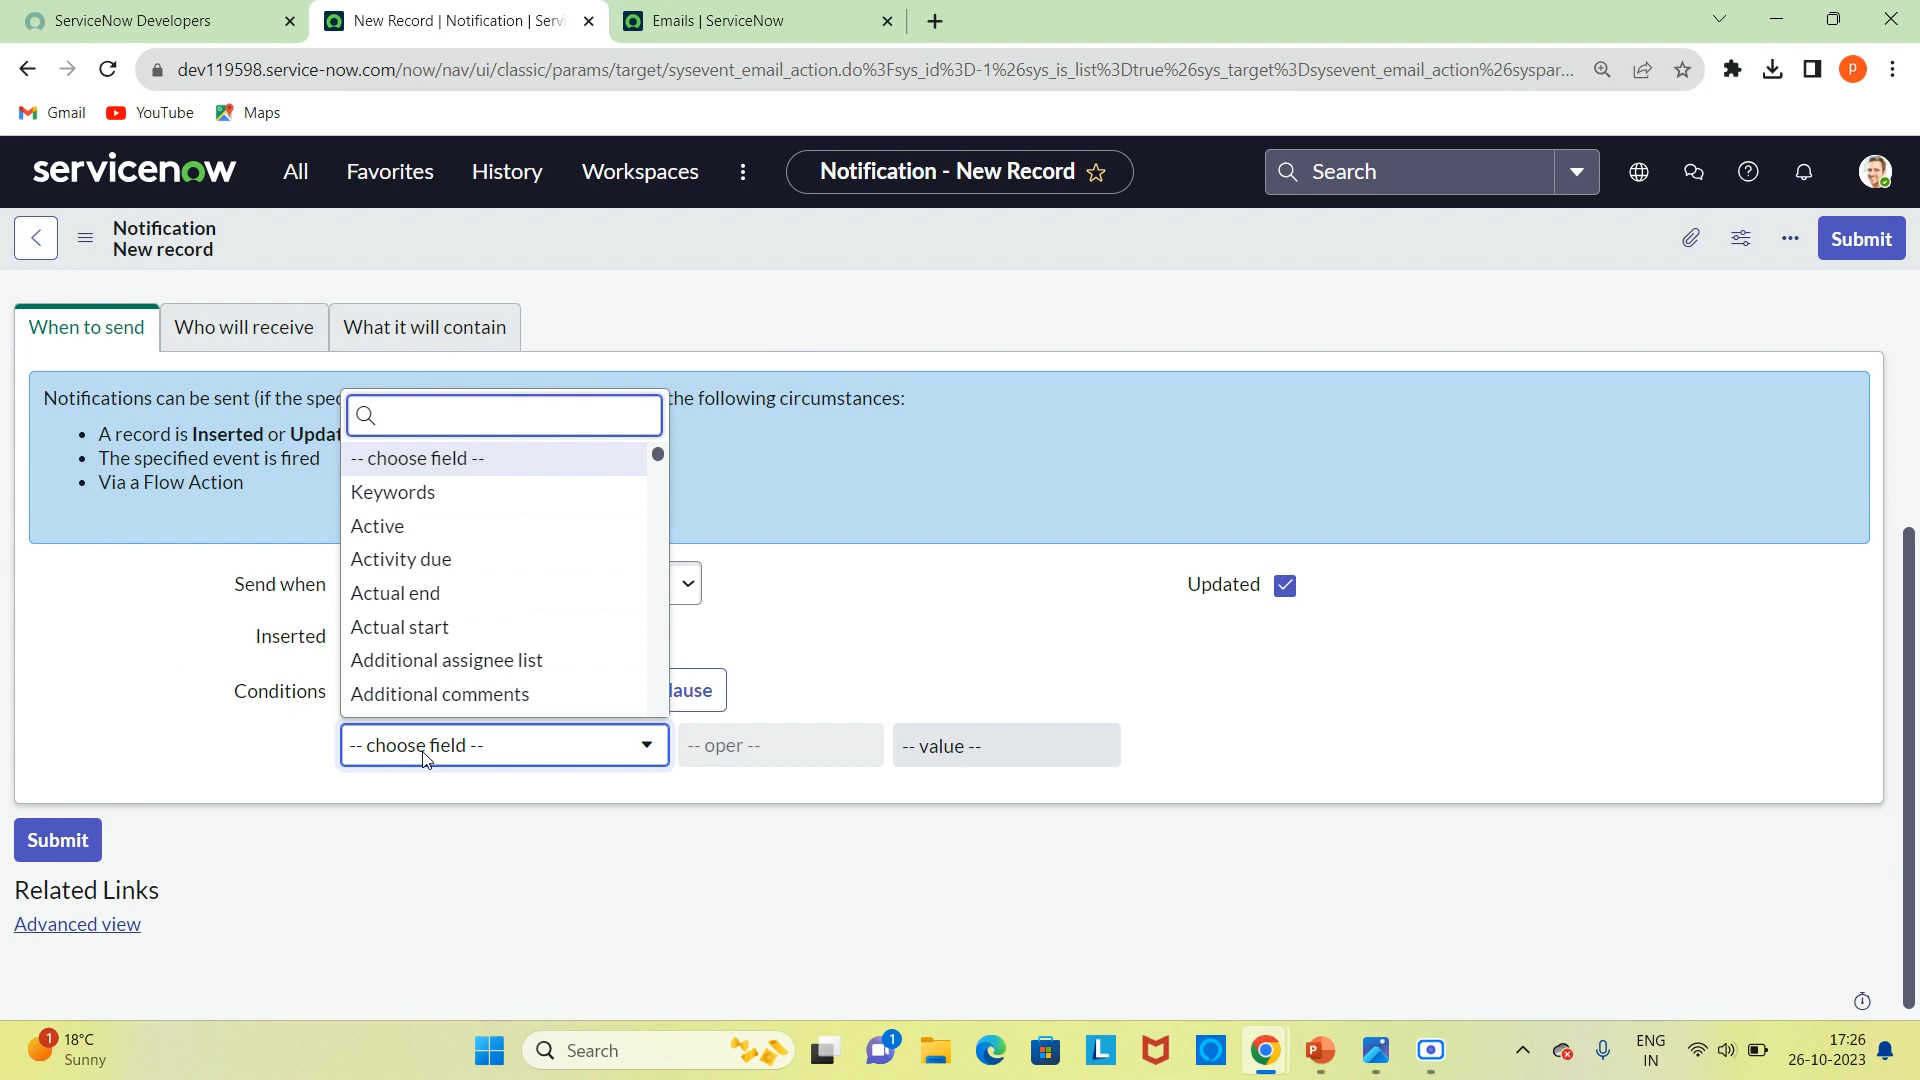 ServiceNow Developers
New Record | Notification | Servi
Emails | ServiceNow
dev119598.service-now.com/now/nav/ui/classic/params/target/sysevent_email_action.do%3Fsys_id%3D-1%26sys_is_list%3Dtrue%26sys_target%3Dsysevent_email_action%26syspar...
P
Gmail
YouTube
Maps
servicenow
All
Favorites
History
Workspaces
Notification - New Record
Search
Notification
New record
Submit
When to send
Who will receive
What it will contain
Notifications can be sent (if the spec
the following circumstances:
A record is Inserted or Updat
The specified event is fired
Via a Flow Action
-- choose field --
Keywords
Active
Activity due
Actual end
Actual start
Additional assignee list
Additional comments
Send when
Updated
Inserted
Conditions
lause
-- choose field --
-- oper --
-- value --
Submit
Related Links
Advanced view
1
18°C
Sunny
Search
1
L
P
ENG
IN
17:26
26-10-2023